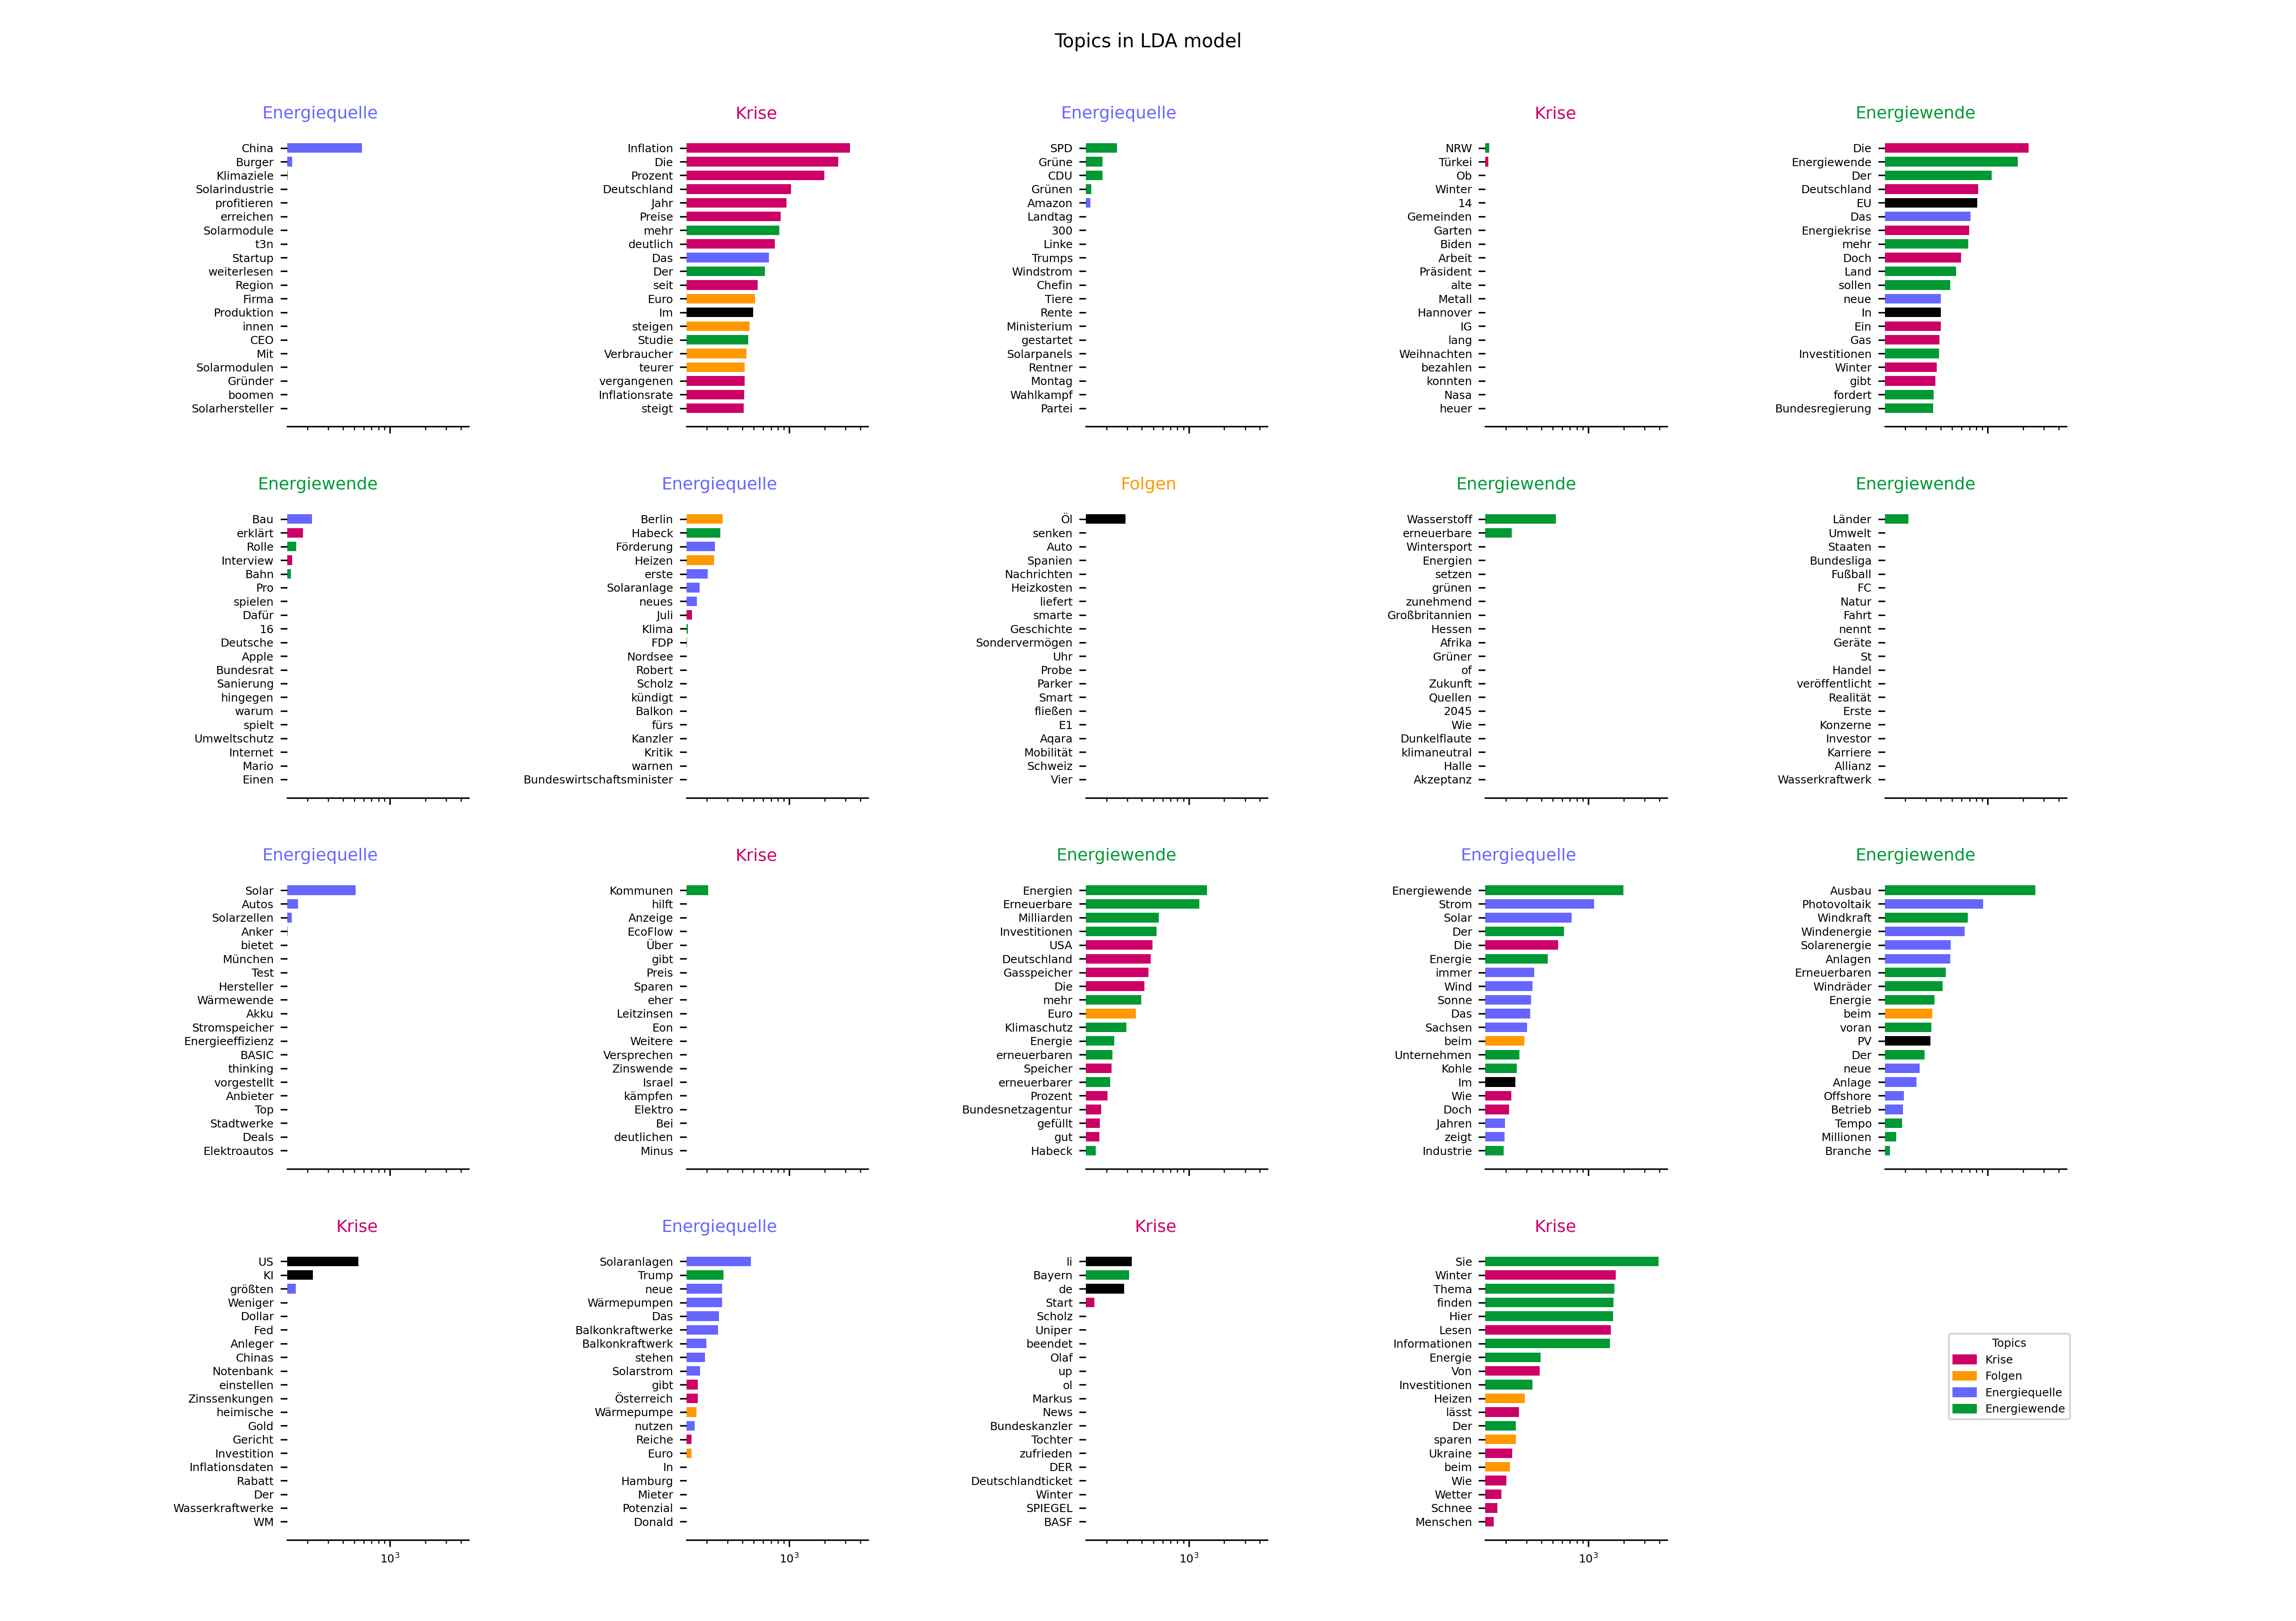 Topics in LDA model
Energiequelle
China
Burger
Klimaziele
Solarindustrie
profitieren
erreichen
Solarmodule
t3n
Startup
weiterlesen
Region
Firma
Produktion
innen
CEO
Mit
Solarmodulen
Gründer
boomen
Solarhersteller
Krise
Inflation
Die
Prozent
Deutschland
Jahr
Preise
mehr
deutlich
Das
Der
seit
Euro
Im
steigen
Studie
Verbraucher
teurer
vergangenen
Inflationsrate
steigt
Energiequelle
SPD
Grüne
CDU
Grünen
Amazon
Landtag
300
Linke
Trumps
Windstrom
Chefin
Tiere
Rente
Ministerium
gestartet
Solarpanels
Rentner
Montag
Wahlkampf
Partei
Krise
NRW
Türkei
Ob
Winter
14
Gemeinden
Garten
Biden
Arbeit
Präsident
alte
Metall
Hannover
IG
lang
Weihnachten
bezahlen
konnten
Nasa
heuer
Energiewende
Die
Energiewende
Der
Deutschland
EU
Das
Energiekrise
mehr
Doch
Land
sollen
neue
In
Ein
Gas
Investitionen
Winter
gibt
fordert
Bundesregierung
Energiewende
Bau
erklärt
Rolle
Interview
Bahn
Pro
spielen
Dafür
16
Deutsche
Apple
Bundesrat
Sanierung
hingegen
warum
spielt
Umweltschutz
Internet
Mario
Einen
Energiequelle
Berlin
Habeck
Förderung
Heizen
erste
Solaranlage
neues
Juli
Klima
FDP
Nordsee
Robert
Scholz
kündigt
Balkon
fürs
Kanzler
Kritik
warnen
Bundeswirtschaftsminister
Folgen
Öl
senken
Auto
Spanien
Nachrichten
Heizkosten
liefert
smarte
Geschichte
Sondervermögen
Uhr
Probe
Parker
Smart
fließen
E1
Aqara
Mobilität
Schweiz
Vier
Energiewende
Wasserstoff
erneuerbare
Wintersport
Energien
setzen
grünen
zunehmend
Großbritannien
Hessen
Afrika
Grüner
of
Zukunft
Quellen
2045
Wie
Dunkelflaute
klimaneutral
Halle
Akzeptanz
Energiewende
Länder
Umwelt
Staaten
Bundesliga
Fußball
FC
Natur
Fahrt
nennt
Geräte
St
Handel
veröffentlicht
Realität
Erste
Konzerne
Investor
Karriere
Allianz
Wasserkraftwerk
Energiequelle
Solar
Autos
Solarzellen
Anker
bietet
München
Test
Hersteller
Wärmewende
Akku
Stromspeicher
Energieeffizienz
BASIC
thinking
vorgestellt
Anbieter
Top
Stadtwerke
Deals
Elektroautos
Krise
Kommunen
hilft
Anzeige
EcoFlow
Über
gibt
Preis
Sparen
eher
Leitzinsen
Eon
Weitere
Versprechen
Zinswende
Israel
kämpfen
Elektro
Bei
deutlichen
Minus
Energiewende
Energien
Erneuerbare
Milliarden
Investitionen
USA
Deutschland
Gasspeicher
Die
mehr
Euro
Klimaschutz
Energie
erneuerbaren
Speicher
erneuerbarer
Prozent
Bundesnetzagentur
gefüllt
gut
Habeck
Energiequelle
Energiewende
Strom
Solar
Der
Die
Energie
immer
Wind
Sonne
Das
Sachsen
beim
Unternehmen
Kohle
Im
Wie
Doch
Jahren
zeigt
Industrie
Energiewende
Ausbau
Photovoltaik
Windkraft
Windenergie
Solarenergie
Anlagen
Erneuerbaren
Windräder
Energie
beim
voran
PV
Der
neue
Anlage
Offshore
Betrieb
Tempo
Millionen
Branche
Krise
US
KI
größten
Weniger
Dollar
Fed
Anleger
Chinas
Notenbank
einstellen
Zinssenkungen
heimische
Gold
Gericht
Investition
Inflationsdaten
Rabatt
Der
Wasserkraftwerke
WM
10³
Energiequelle
Solaranlagen
Trump
neue
Wärmepumpen
Das
Balkonkraftwerke
Balkonkraftwerk
stehen
Solarstrom
gibt
Österreich
Wärmepumpe
nutzen
Reiche
Euro
In
Hamburg
Mieter
Potenzial
Donald
10³
Krise
li
Bayern
de
Start
Scholz
Uniper
beendet
Olaf
up
ol
Markus
News
Bundeskanzler
Tochter
zufrieden
DER
Deutschlandticket
Winter
SPIEGEL
BASF
10³
Krise
Sie
Winter
Thema
finden
Hier
Lesen
Informationen
Energie
Von
Investitionen
Heizen
lässt
Der
sparen
Ukraine
beim
Wie
Wetter
Schnee
Menschen
10³
Topics
Krise
Folgen
Energiequelle
Energiewende